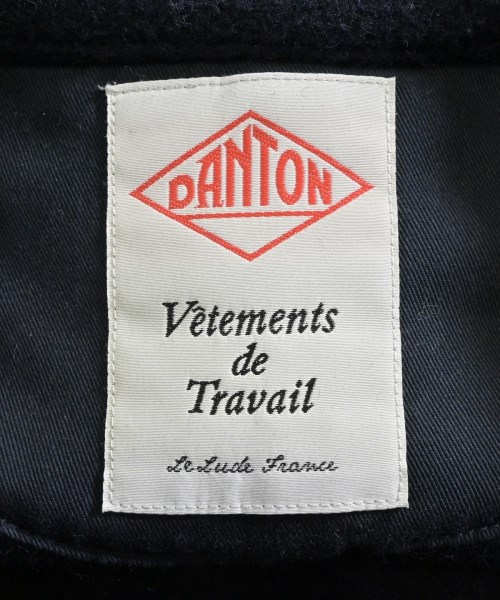 DANTON
Vêtements
de
Travail
Le Lude France